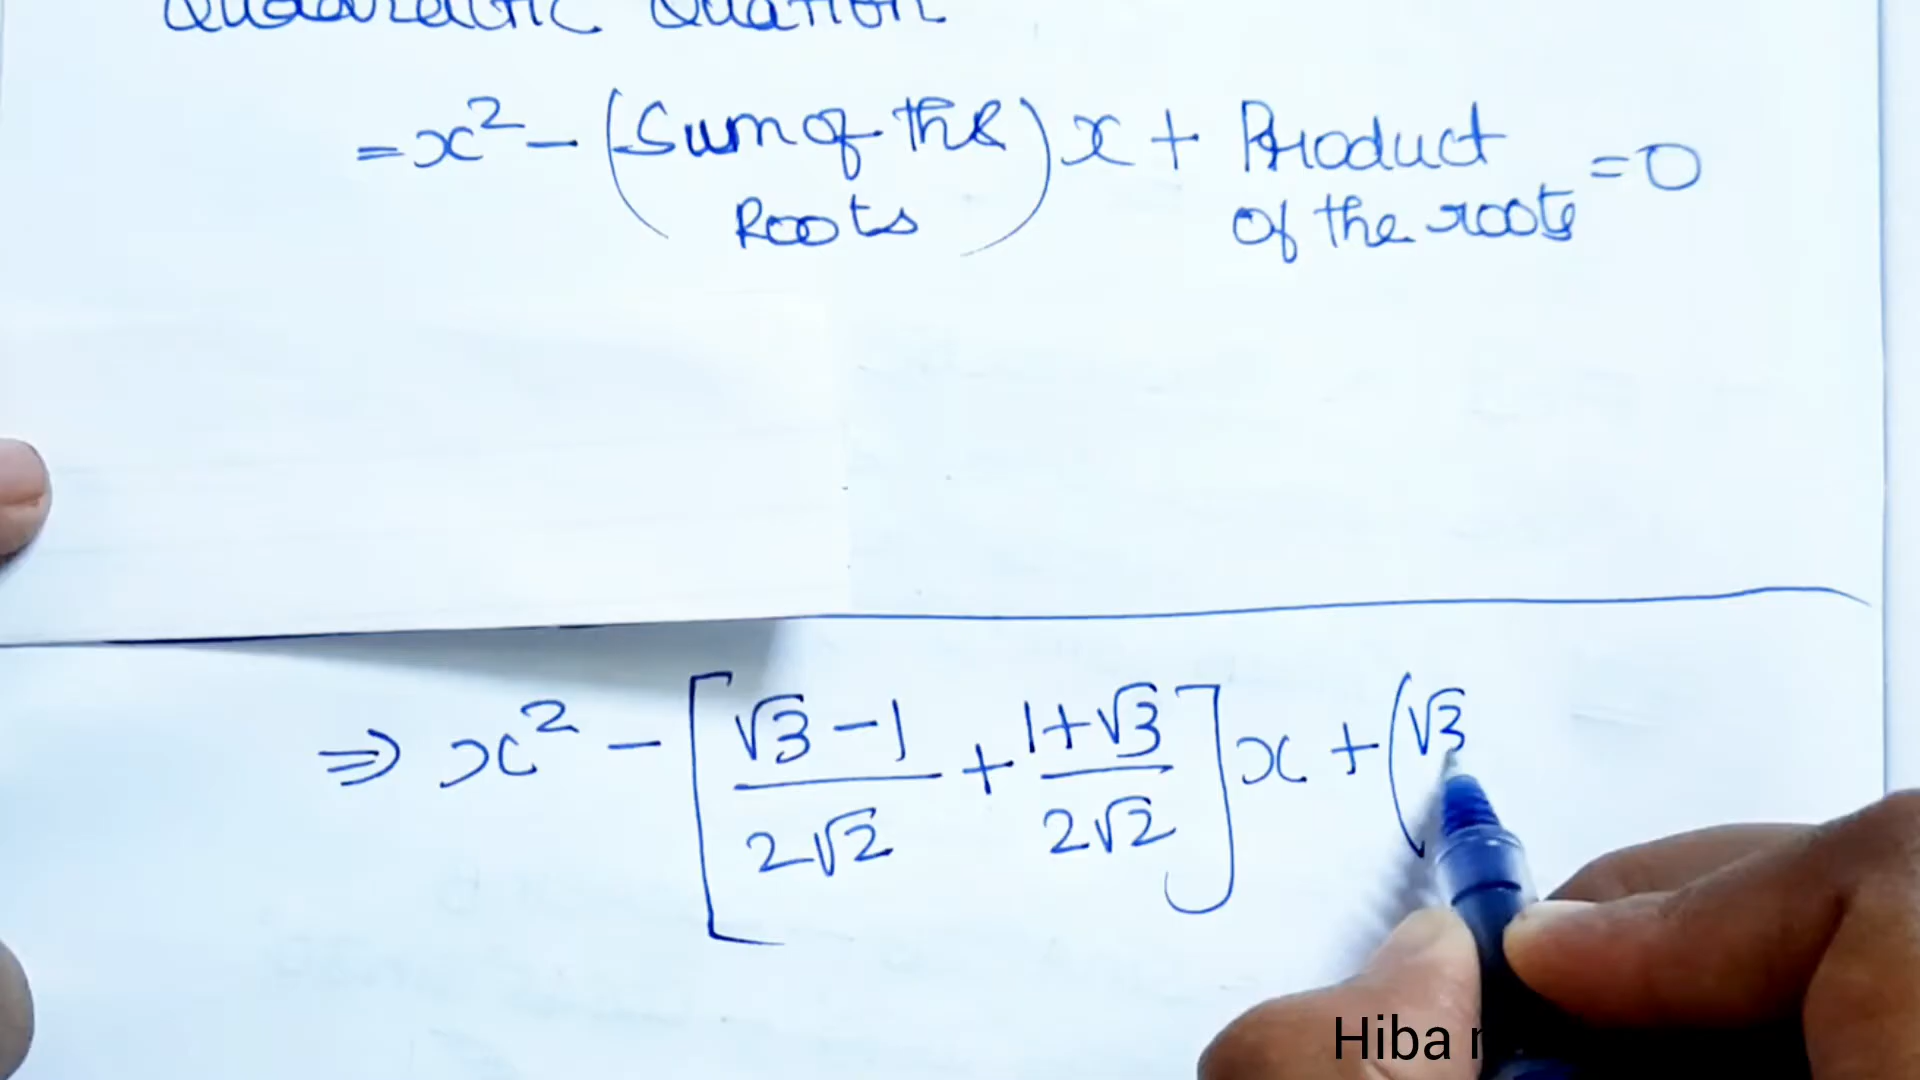 = x² - (Sum of the Roots) x + Product of the roots = 0
⇒ x² - [√3 - 1 / 2√2 + 1 + √3 / 2√2] x + (√3
Hiba